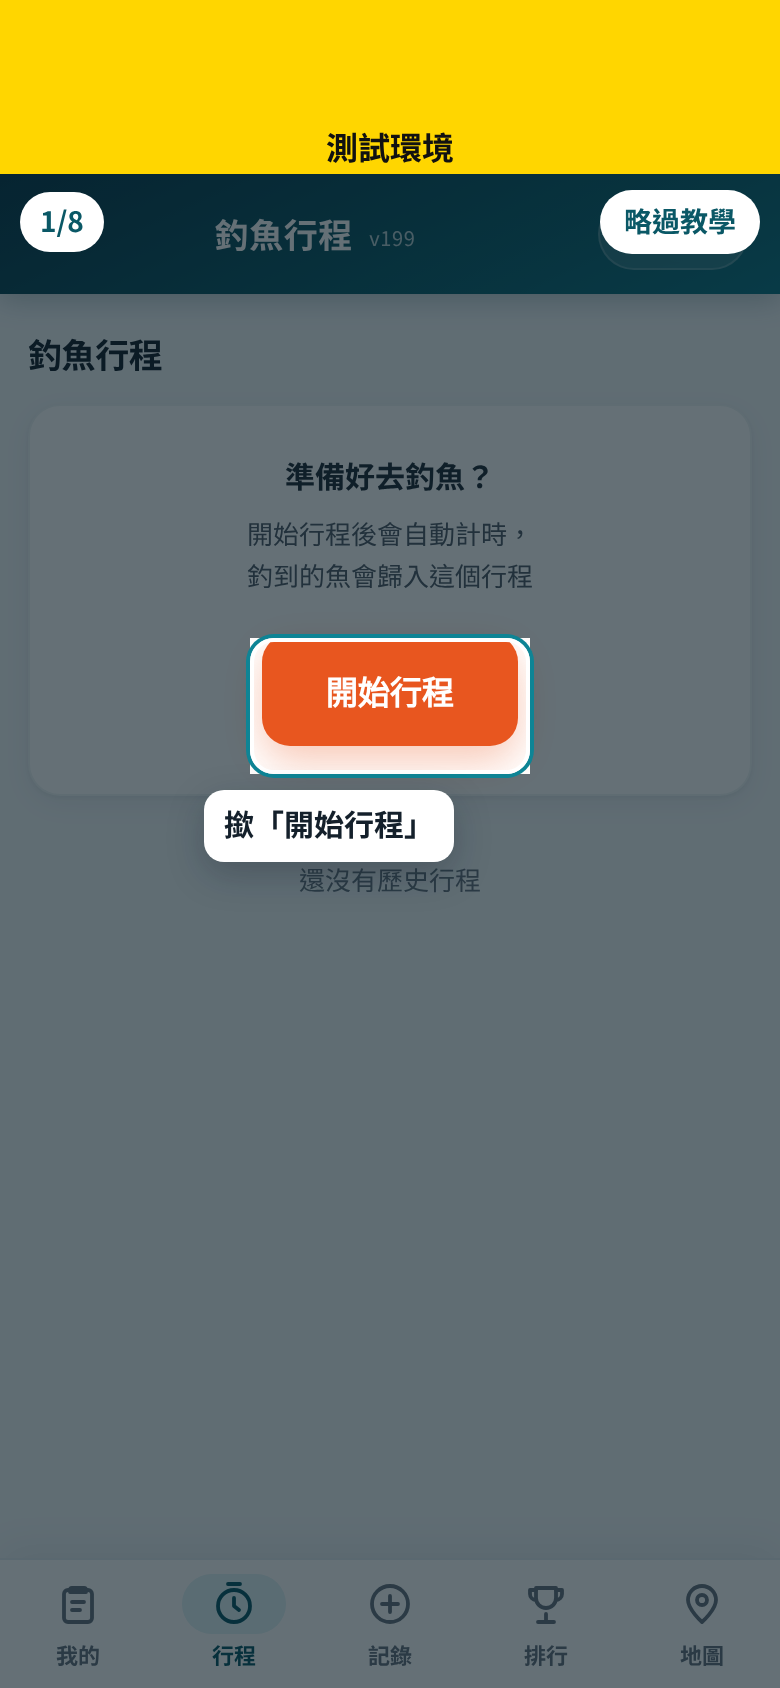 測試環境
1/8
釣魚行程 v199
略過教學
釣魚行程
準備好去釣魚？
開始行程後會自動計時，
釣到的魚會歸入這個行程
開始行程
撳「開始行程」
還沒有歷史行程
我的
行程
記錄
排行
地圖